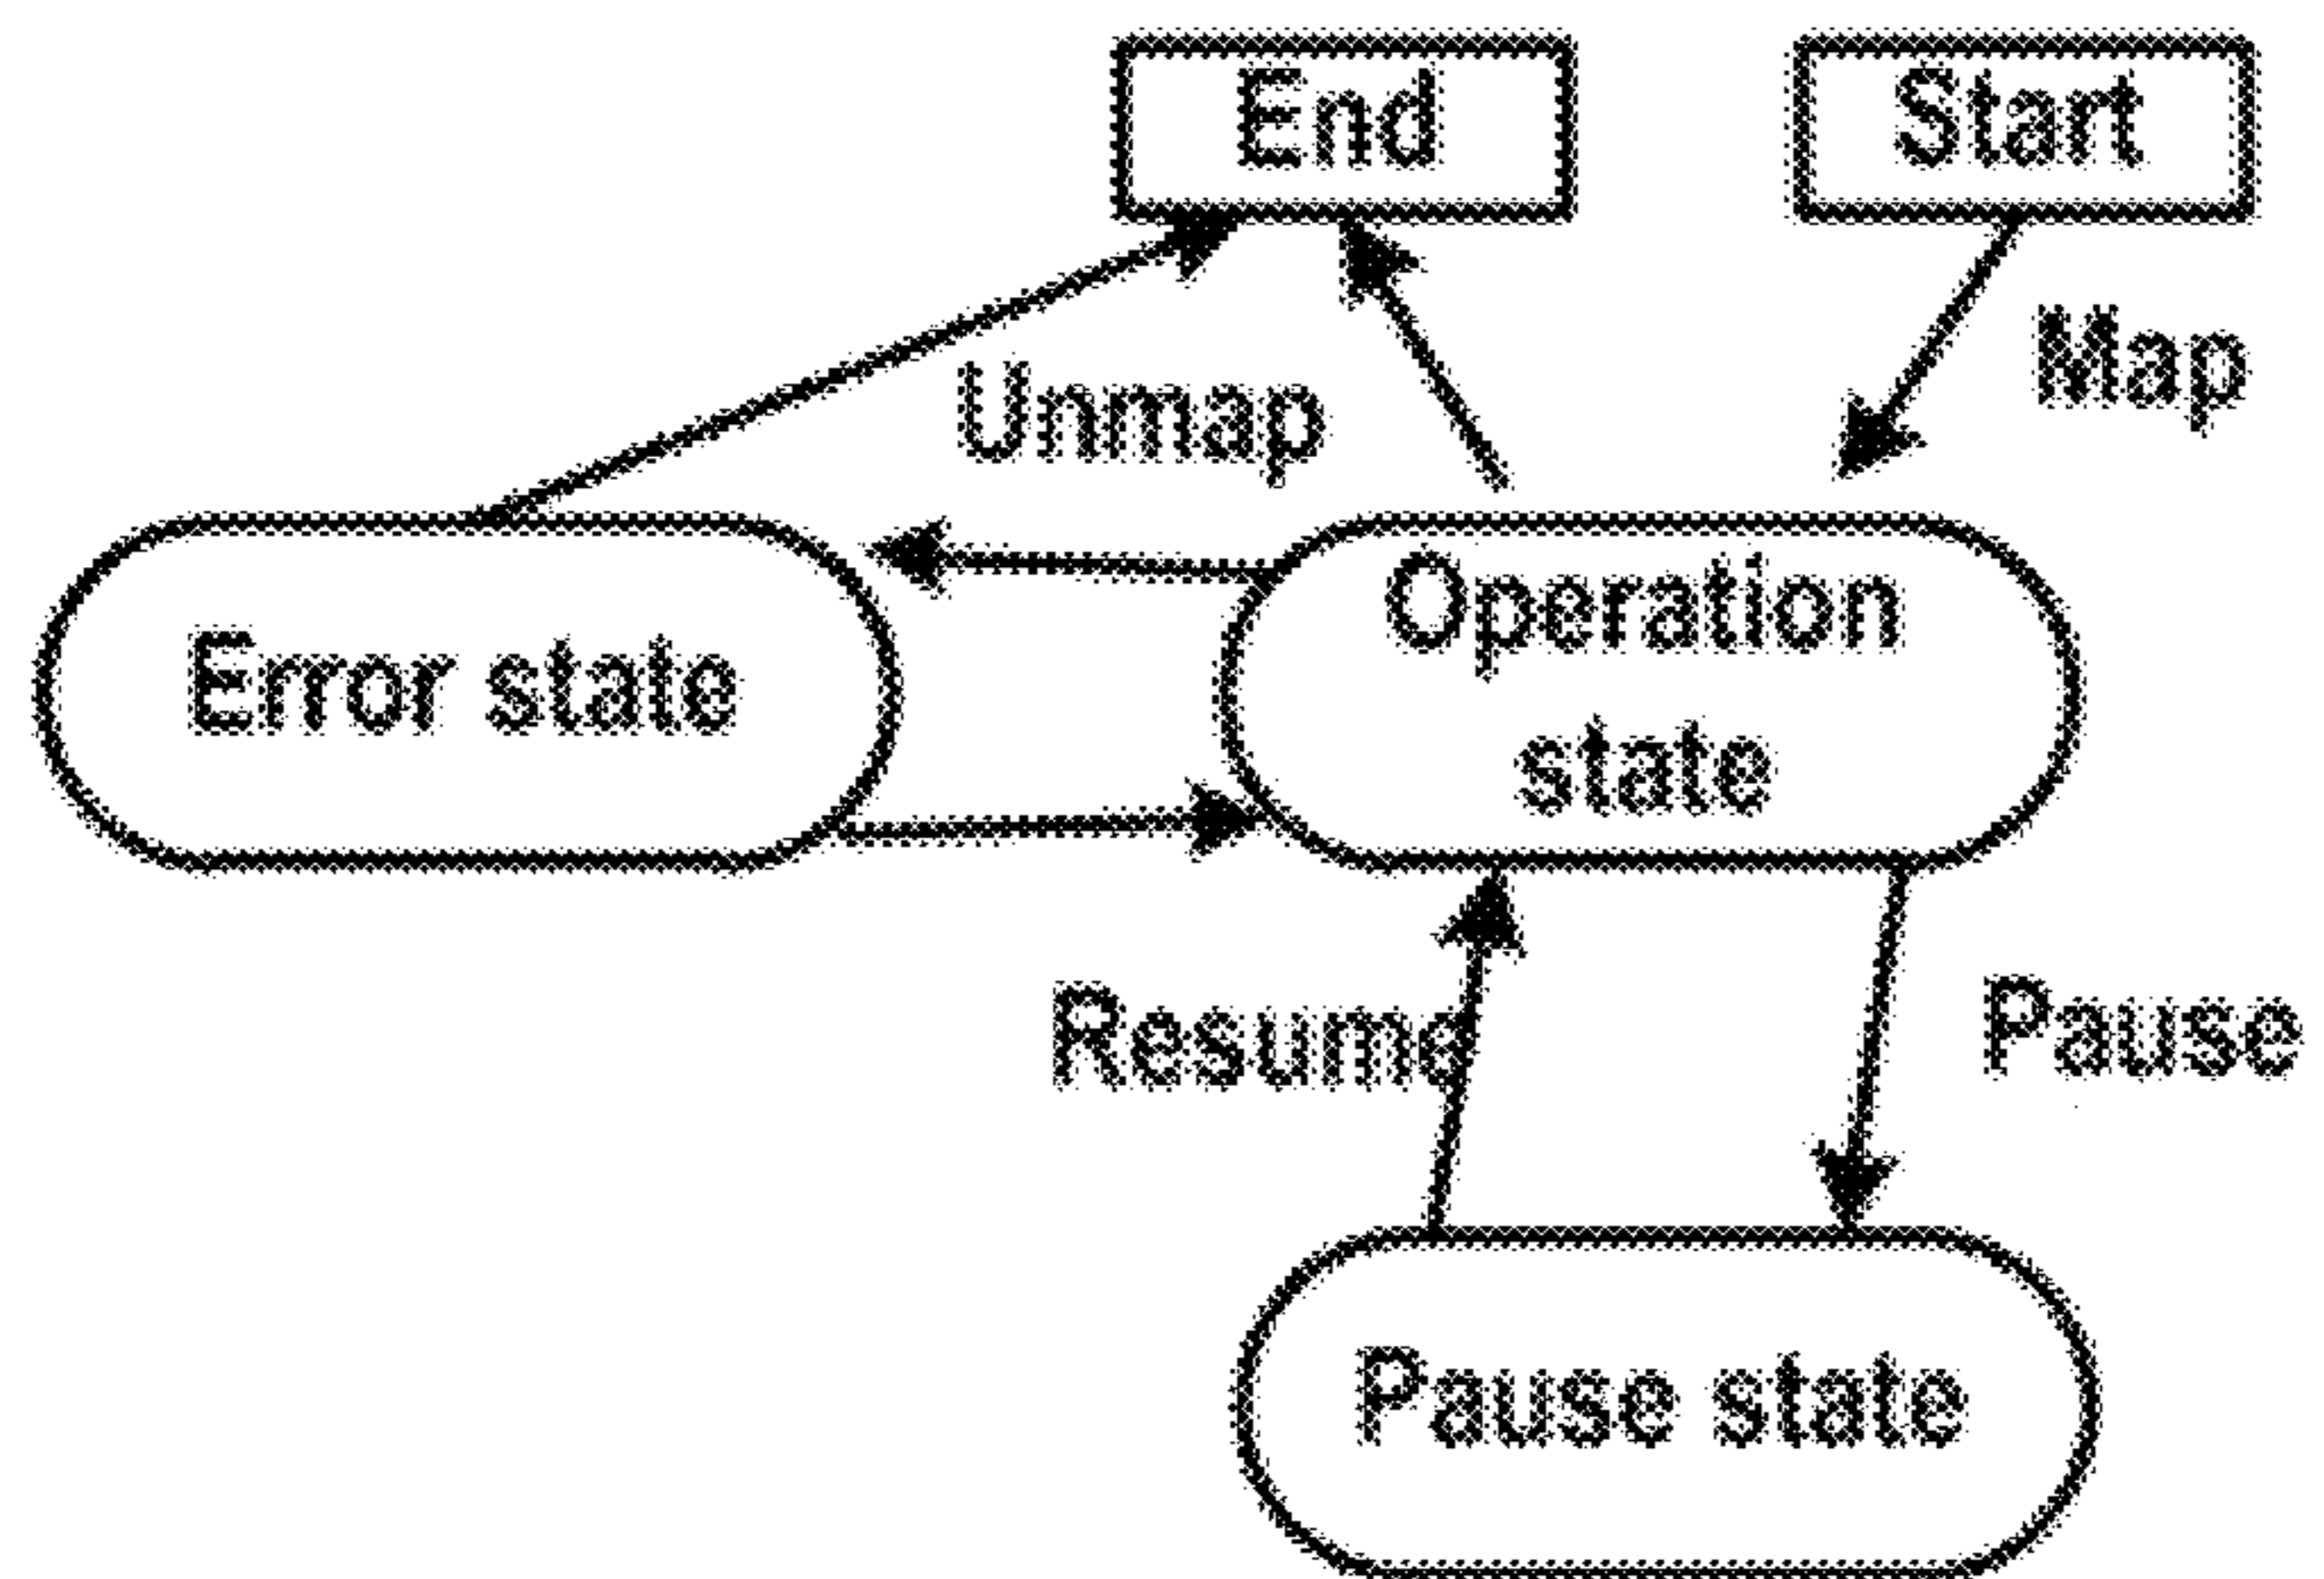 End
Start
Map
Unmap
Error state
Operation
state
Resume
Pause
Pause state